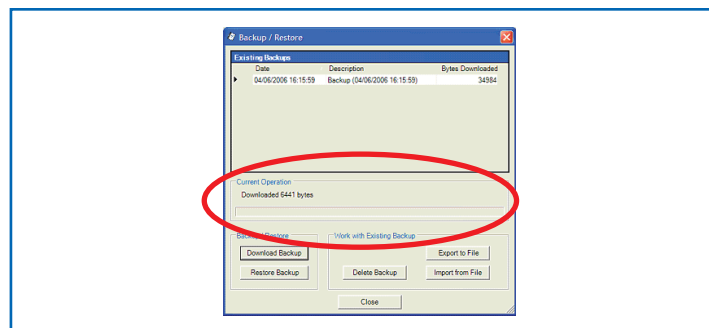 Backup / Restore
Existing Backups
Date Description Bytes Downloaded
04/06/2006 16:15:59 Backup (04/06/2006 16:15:59) 34984
Current Operation
Downloaded 6441 bytes
Backup / Restore Work with Existing Backup
Download Backup Export to File
Restore Backup Delete Backup Import from File
Close